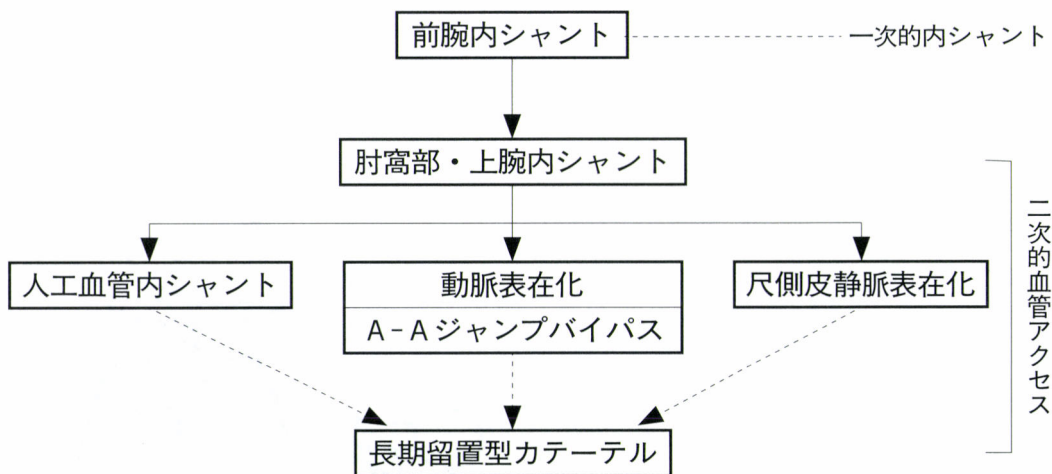 前腕内シャント
一次的内シャント
肘窩部・上腕内シャント
人工血管内シャント
動脈表在化
A-Aジャンプバイパス
尺側皮静脈表在化
二次的血管アクセス
長期留置型カテーテル